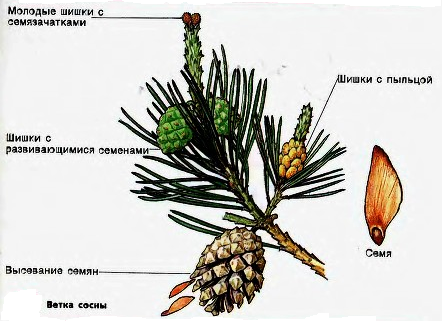 Молодые шишки с
семязачатками
Шишки с пыльцой
Шишки с
развивающимися семенами
Семя
Высевание семян
Ветка сосны